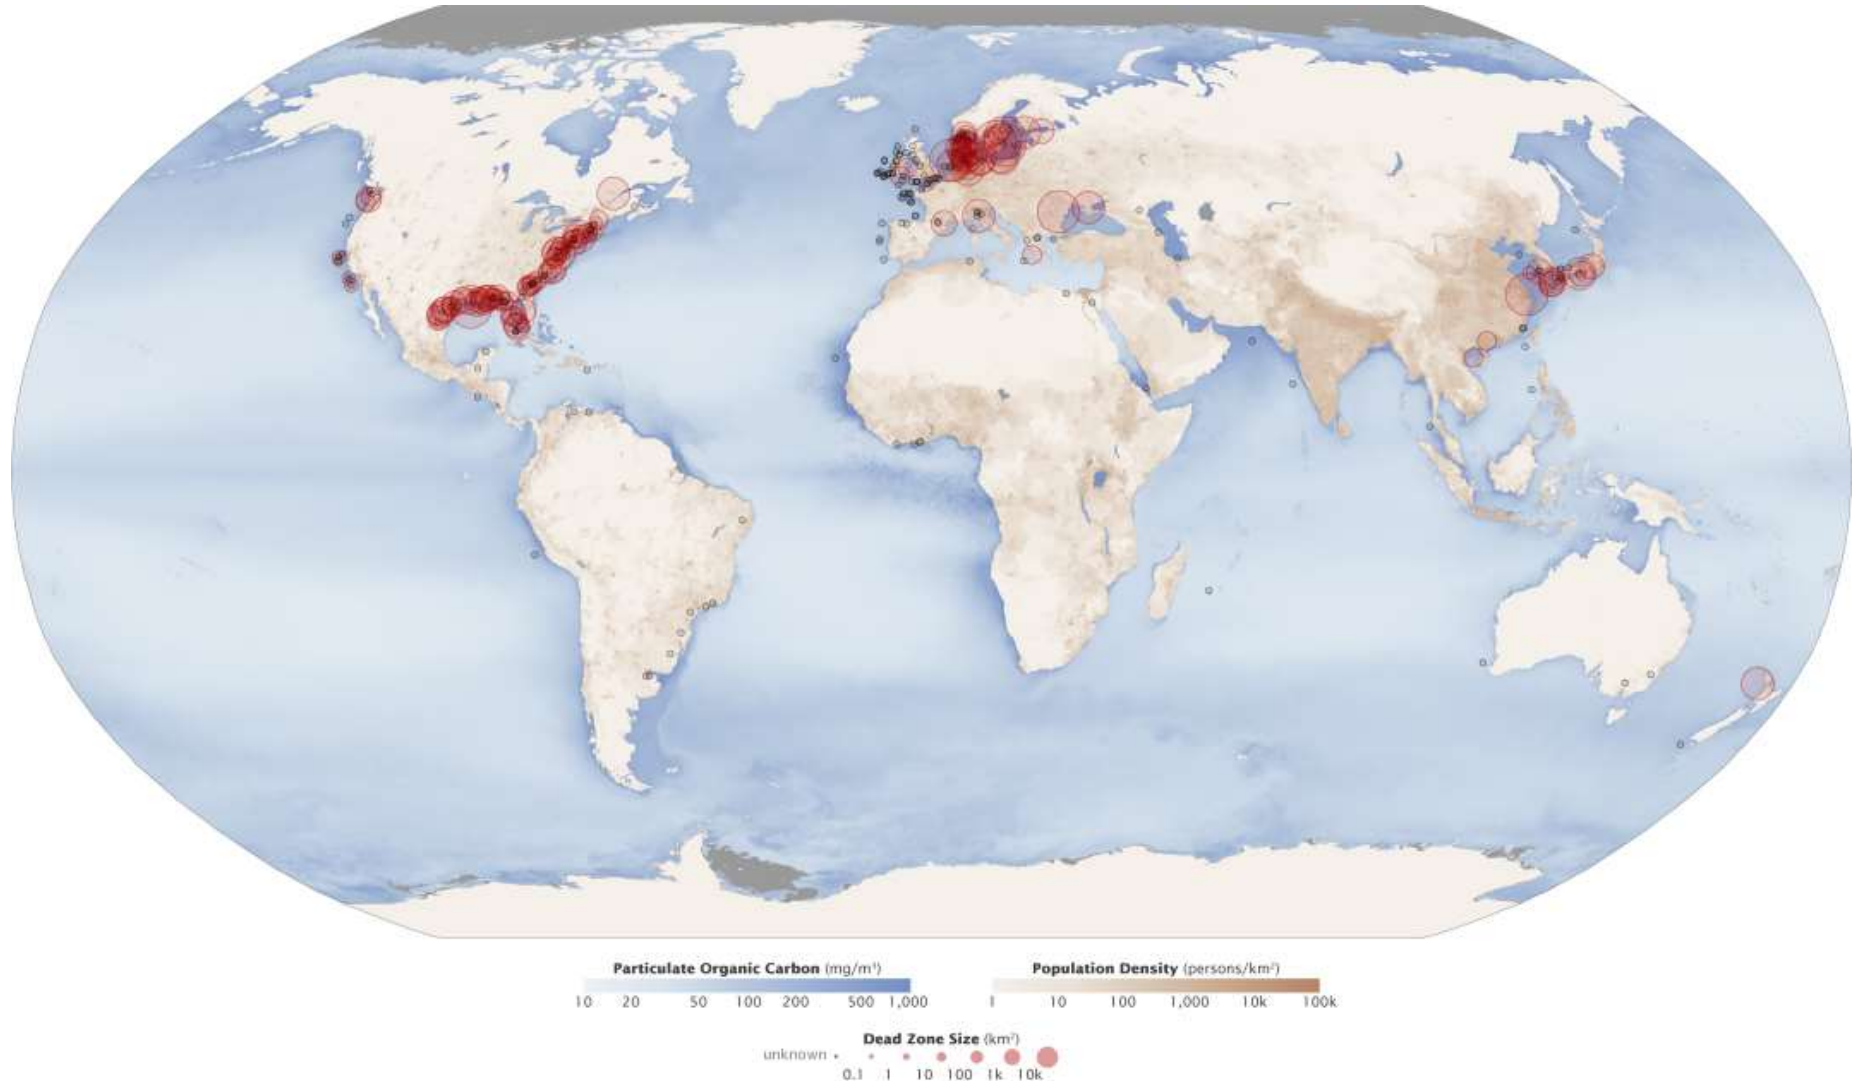 Particulate Organic Carbon (mg/m³)
10 20 50 100 200 500 1,000
Population Density (persons/km²)
1 10 100 1,000 10k 100k
Dead Zone Size (km²)
unknown
0.1 1 10 100 1k 10k